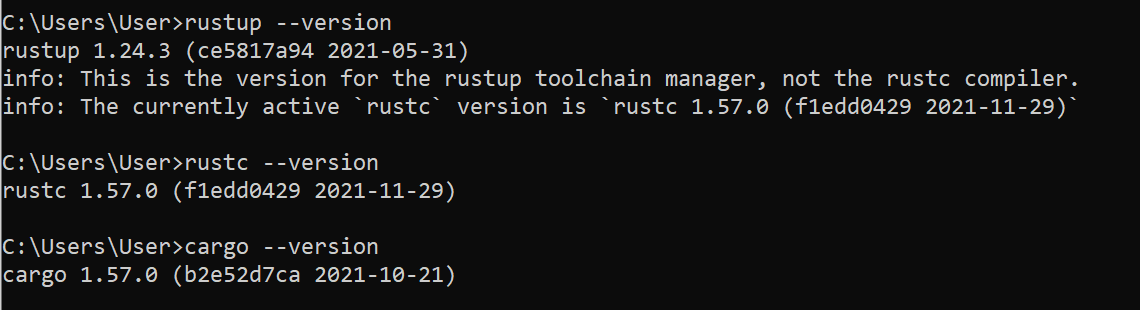 C:\Users\User>rustup --version
rustup 1.24.3 (ce5817a94 2021-05-31)
info: This is the version for the rustup toolchain manager, not the rustc compiler.
info: The currently active `rustc` version is `rustc 1.57.0 (f1edd0429 2021-11-29)`
C:\Users\User>rustc --version
rustc 1.57.0 (f1edd0429 2021-11-29)
C:\Users\User>cargo --version
cargo 1.57.0 (b2e52d7ca 2021-10-21)